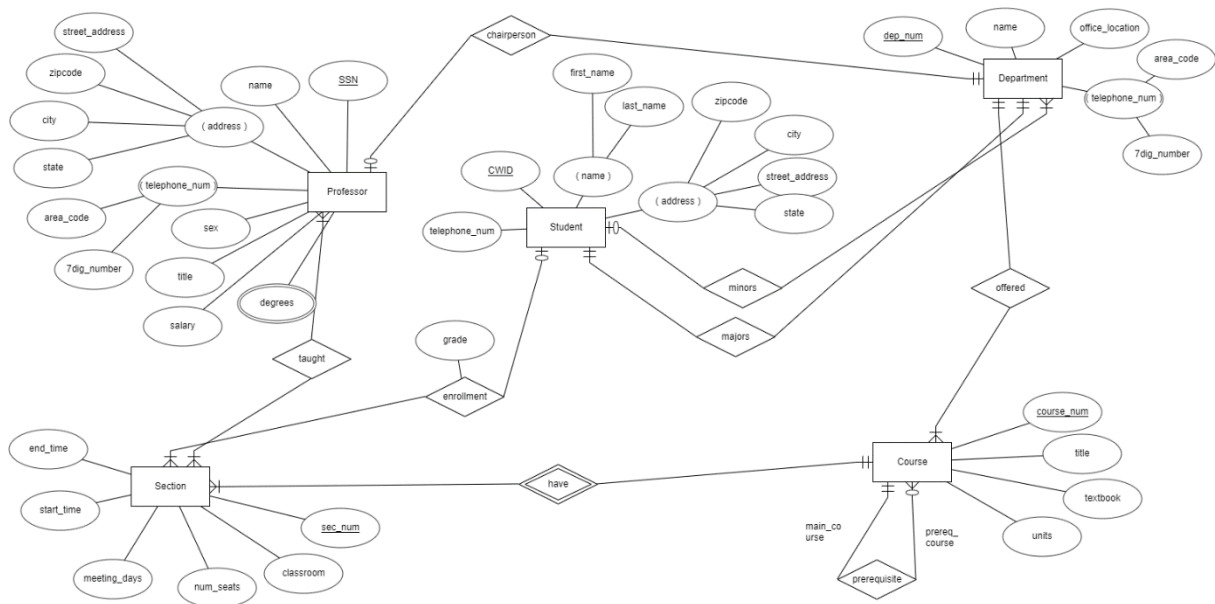 street_address
zipcode
city
state
( address )
name
SSN
( telephone_num )
area_code
7dig_number
sex
title
salary
degrees
Professor
chairperson
first_name
last_name
( name )
CWID
telephone_num
Student
zipcode
city
street_address
state
( address )
dep_num
name
office_location
area_code
( telephone_num )
7dig_number
Department
minors
majors
offered
taught
grade
enrollment
end_time
start_time
meeting_days
num_seats
classroom
sec_num
Section
have
Course
course_num
title
textbook
units
main_co
urse
prereq_
course
prerequisite